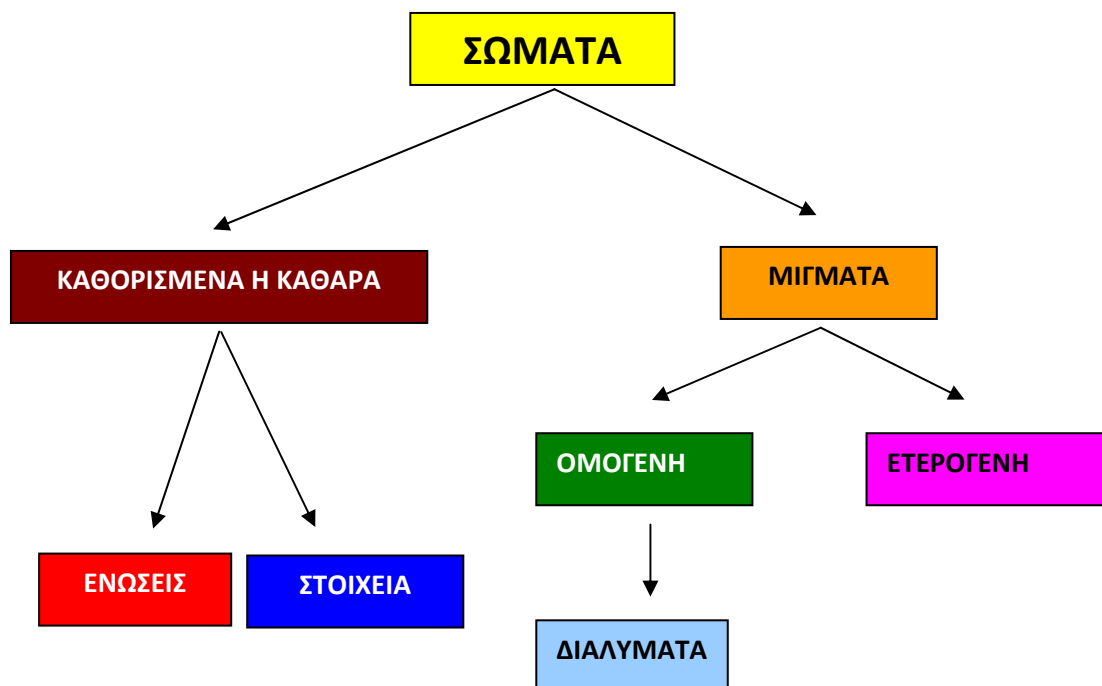 ΣΩΜΑΤΑ
ΚΑΘΟΡΙΣΜΕΝΑ Η ΚΑΘΑΡΑ
ΜΙΓΜΑΤΑ
ΟΜΟΓΕΝΗ
ΕΤΕΡΟΓΕΝΗ
ΕΝΩΣΕΙΣ
ΣΤΟΙΧΕΙΑ
ΔΙΑΛΥΜΑΤΑ